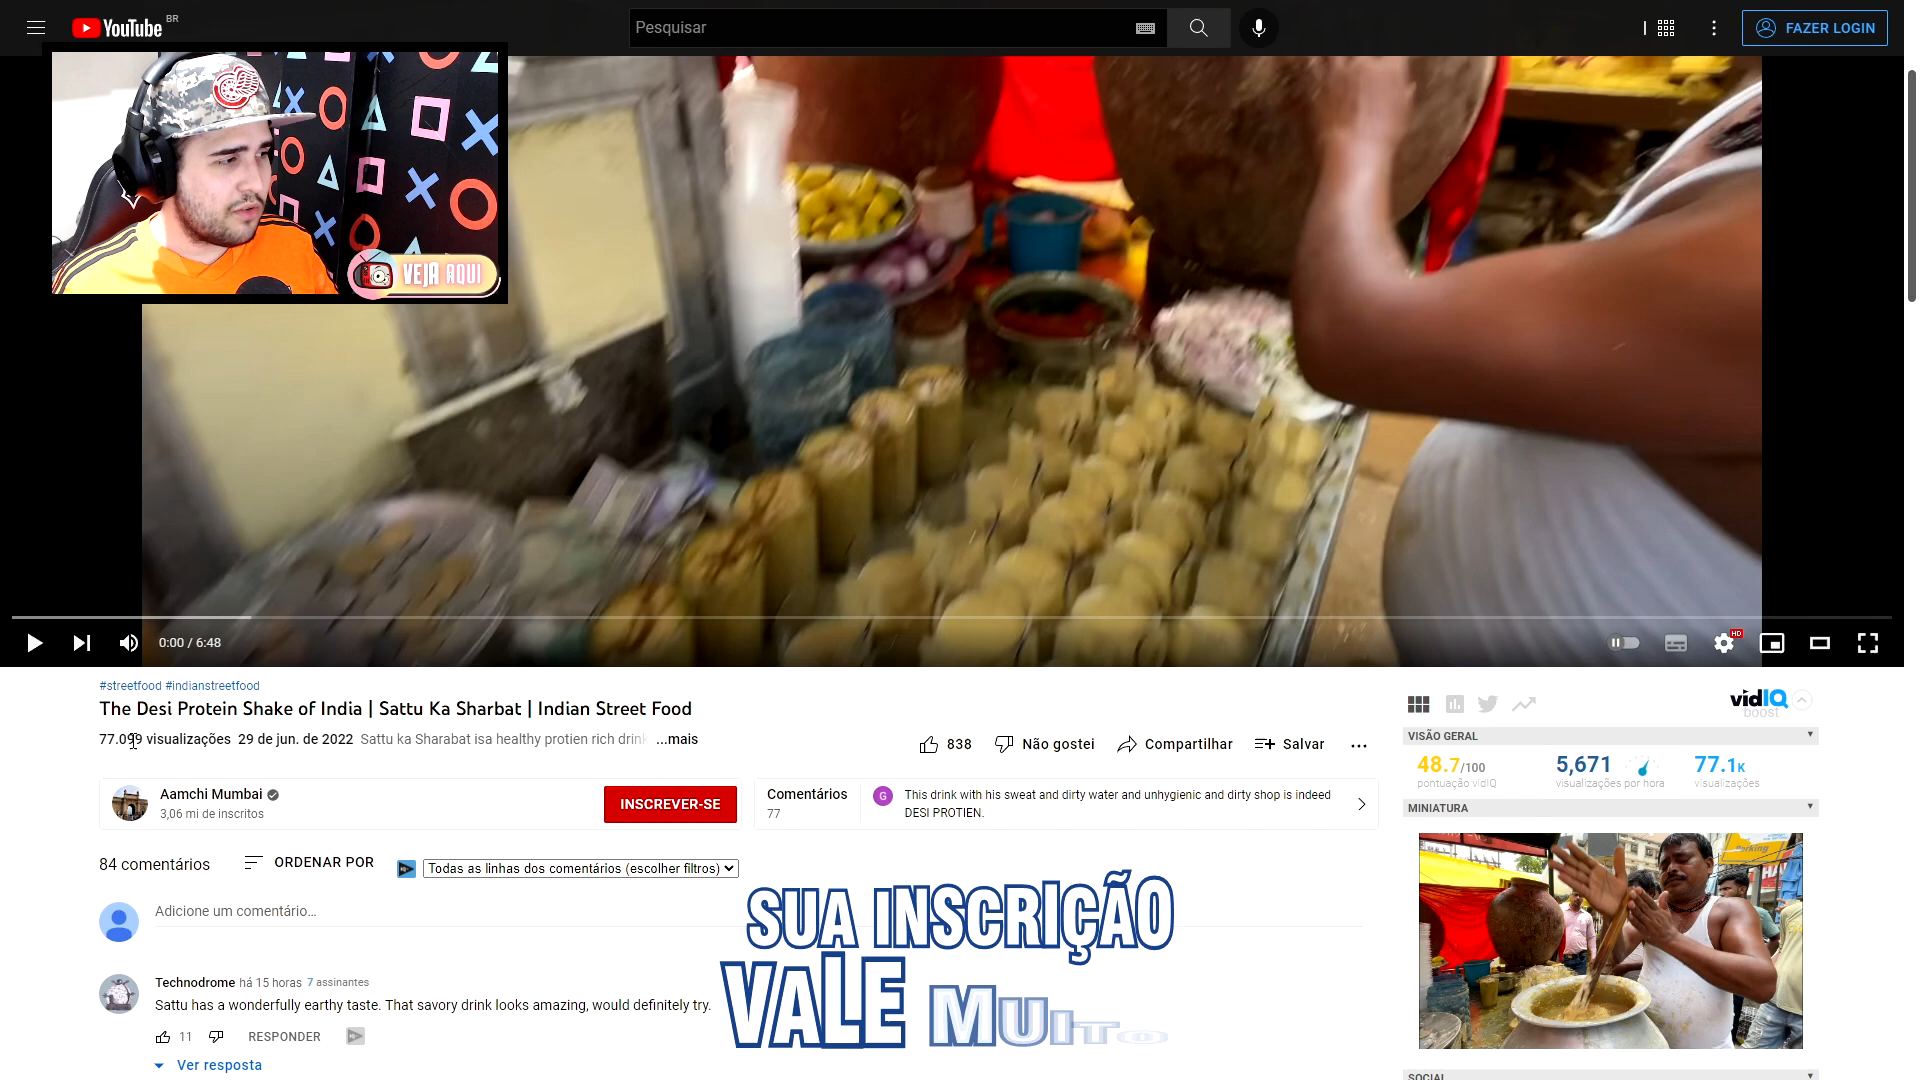 YouTube BR
Pesquisar
FAZER LOGIN
VEJA AQUI
0:00 / 6:48
HD
#streetfood #indianstreetfood
The Desi Protein Shake of India | Sattu Ka Sharbat | Indian Street Food
77.099 visualizações 29 de jun. de 2022 Sattu ka Sharabat isa healthy protien rich drink ...mais
838 Não gostei Compartilhar Salvar
Aamchi Mumbai
3,06 mi de inscritos
INSCREVER-SE
Comentários
77
G
This drink with his sweat and dirty water and unhygienic and dirty shop is indeed
DESI PROTIEN.
84 comentários
ORDENAR POR
Todas as linhas dos comentários (escolher filtros)
Adicione um comentário...
Technodrome há 15 horas 7 assinantes
Sattu has a wonderfully earthy taste. That savory drink looks amazing, would definitely try.
11 RESPONDER
Ver resposta
SUA INSCRIÇÃO
VALE MUITO
vidIQ
boost
VISÃO GERAL
48.7/100 5,671 77.1K
pontuação vidIQ visualizações por hora visualizações
MINIATURA
Parking
SOCIAL